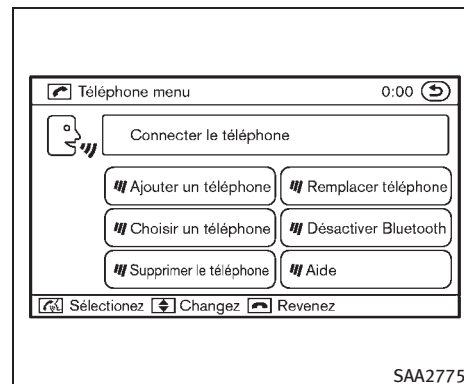 Téléphone menu 0:00
Connecter le téléphone
Ajouter un téléphone Remplacer téléphone
Choisir un téléphone Désactiver Bluetooth
Supprimer le téléphone Aide
Sélectionez Changez Revenez
SAA2775